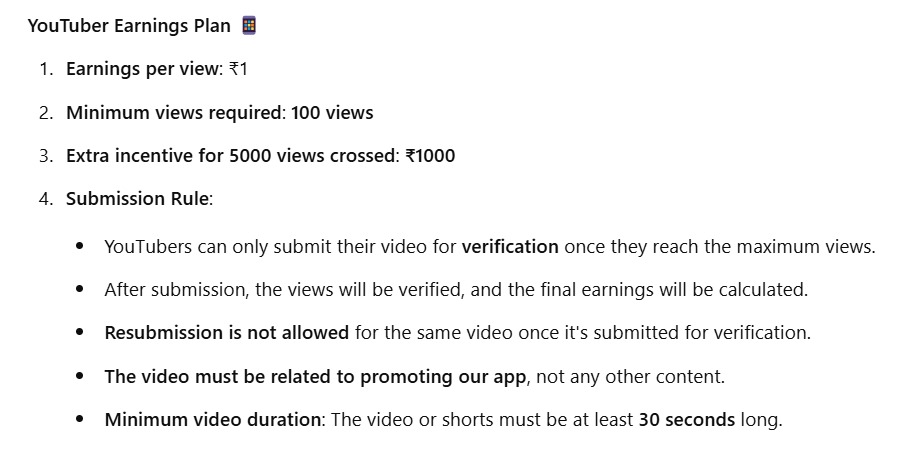 YouTuber Earnings Plan
1. Earnings per view: ₹1
2. Minimum views required: 100 views
3. Extra incentive for 5000 views crossed: ₹1000
4. Submission Rule:
• YouTubers can only submit their video for verification once they reach the maximum views.
• After submission, the views will be verified, and the final earnings will be calculated.
• Resubmission is not allowed for the same video once it's submitted for verification.
• The video must be related to promoting our app, not any other content.
• Minimum video duration: The video or shorts must be at least 30 seconds long.